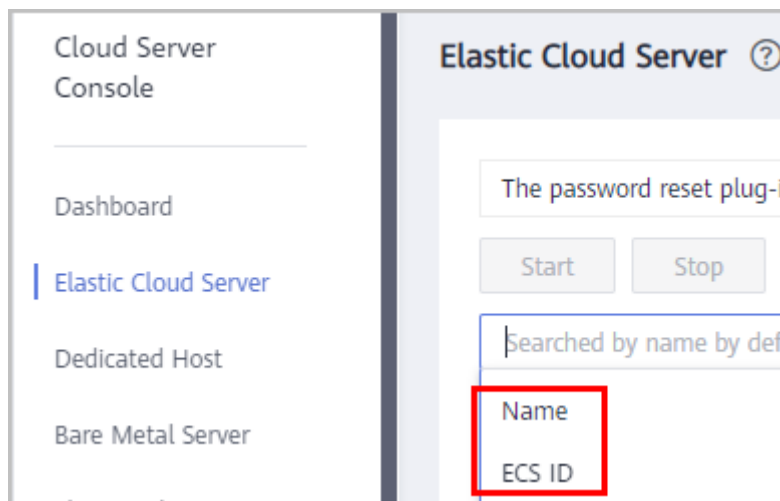 Cloud Server
Console
Dashboard
Elastic Cloud Server
Dedicated Host
Bare Metal Server
Elastic Cloud Server ?
The password reset plug-i
Start
Stop
Searched by name by def
Name
ECS ID